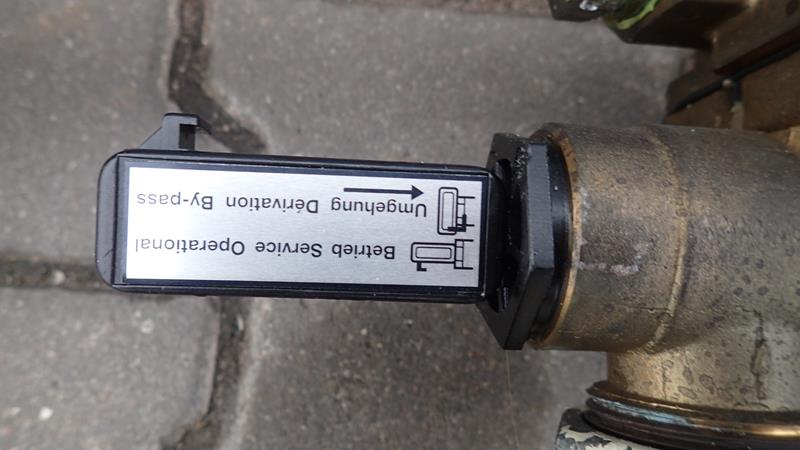 Betrieb Service Operational
Umgehung Dérivation By-pass